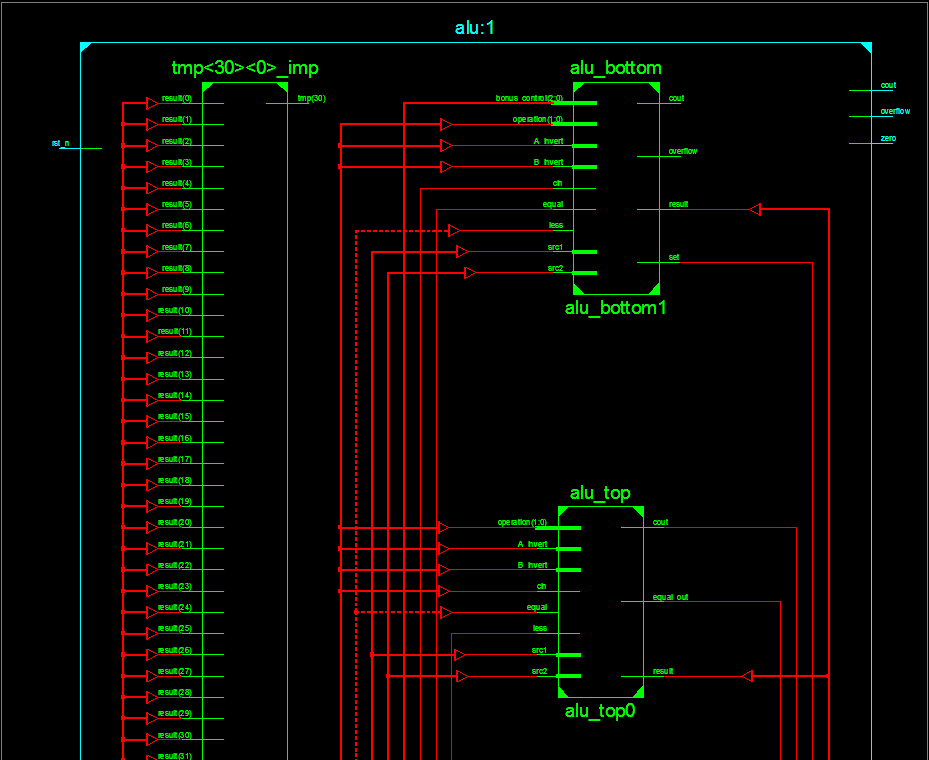 alu:1
tmp<30><0>_imp
alu_bottom
result(0)
tmp(30)
bonus_control(2:0)
cout
cout
result(1)
operation(1:0)
overflow
result(2)
A_invert
rst_n
zero
result(3)
B_invert
overflow
result(4)
cin
result(5)
equal
result
result(6)
less
result(7)
src1
result(8)
src2
set
result(9)
result(10)
alu_bottom1
result(11)
result(12)
result(13)
result(14)
result(15)
result(16)
result(17)
result(18)
alu_top
result(19)
result(20)
operation(1:0)
cout
result(21)
A_invert
result(22)
B_invert
result(23)
cin
equal_out
result(24)
equal
result(25)
less
result(26)
src1
result(27)
src2
result
result(28)
alu_top0
result(29)
result(30)
result(31)